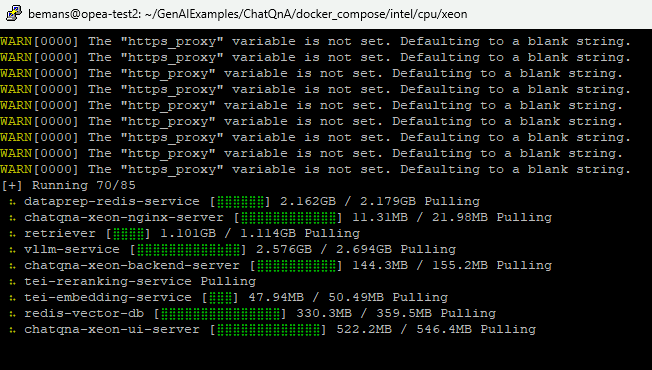 bemans@opea-test2: ~/GenAIExamples/ChatQnA/docker_compose/intel/cpu/xeon
WARN[0000] The "https_proxy" variable is not set. Defaulting to a blank string.
WARN[0000] The "https_proxy" variable is not set. Defaulting to a blank string.
WARN[0000] The "http_proxy" variable is not set. Defaulting to a blank string.
WARN[0000] The "https_proxy" variable is not set. Defaulting to a blank string.
WARN[0000] The "http_proxy" variable is not set. Defaulting to a blank string.
WARN[0000] The "http_proxy" variable is not set. Defaulting to a blank string.
WARN[0000] The "https_proxy" variable is not set. Defaulting to a blank string.
WARN[0000] The "http_proxy" variable is not set. Defaulting to a blank string.
WARN[0000] The "https_proxy" variable is not set. Defaulting to a blank string.
[+] Running 70/85
dataprep-redis-service [⣿⣿⣿⣿⣿⣿] 2.162GB / 2.179GB Pulling
chatqna-xeon-nginx-server [⣿⣿⣿⣿⣿⣿⣿⣿⣿⣿⣿⣿] 11.31MB / 21.98MB Pulling
retriever [⣿⣿⣿⣿] 1.101GB / 1.114GB Pulling
vllm-service [⣿⣿⣿⣿⣿⣿⣿⣿⣿⣿⣷⣿⣿] 2.576GB / 2.694GB Pulling
chatqna-xeon-backend-server [⣿⣿⣿⣿⣿⣿⣿⣿⣿⣿] 144.3MB / 155.2MB Pulling
tei-reranking-service Pulling
tei-embedding-service [⣿⣿⣿] 47.94MB / 50.49MB Pulling
redis-vector-db [⣿⣿⣿⣿⣿⣿⣿⣿⣿⣿⣿⣿⣿⣿⣿] 330.3MB / 359.5MB Pulling
chatqna-xeon-ui-server [⣿⣿⣿⣿⣿⣿⣿⣿⣿⣿⣿⣿⣿] 522.2MB / 546.4MB Pulling